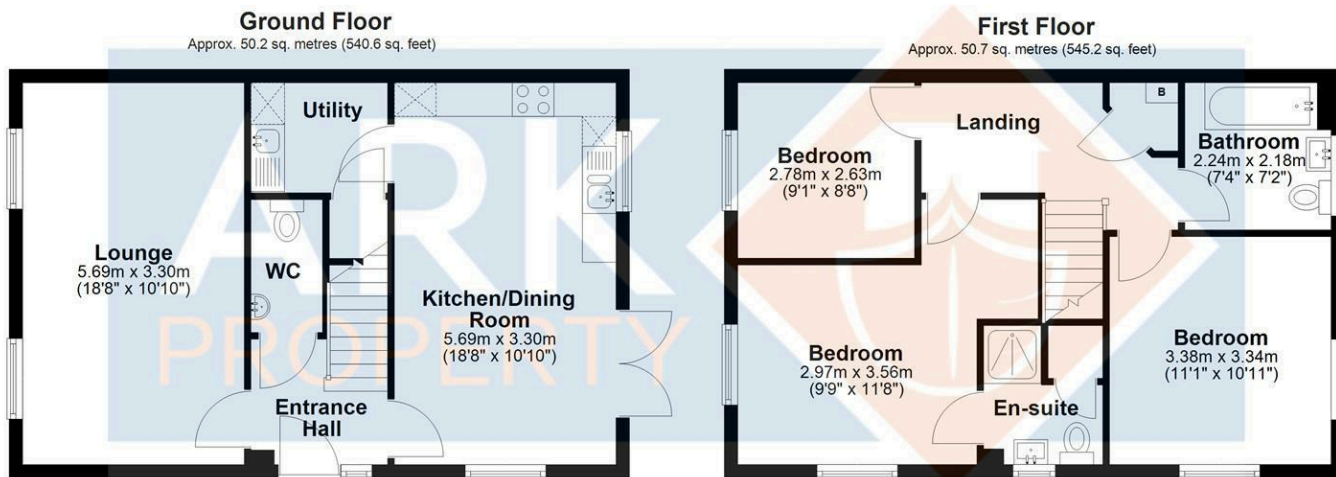 Ground Floor
Approx. 50.2 sq. metres (540.6 sq. feet)
Utility
Lounge
5.69m x 3.30m
(18'8" x 10'10")
WC
Kitchen/Dining
Room
5.69m x 3.30m
(18'8" x 10'10")
Entrance
Hall
First Floor
Approx. 50.7 sq. metres (545.2 sq. feet)
B
Landing
Bedroom
2.78m x 2.63m
(9'1" x 8'8")
Bathroom
2.24m x 2.18m
(7'4" x 7'2")
Bedroom
2.97m x 3.56m
(9'9" x 11'8")
En-suite
Bedroom
3.38m x 3.34m
(11'1" x 10'11")
ARK
PROPERTY